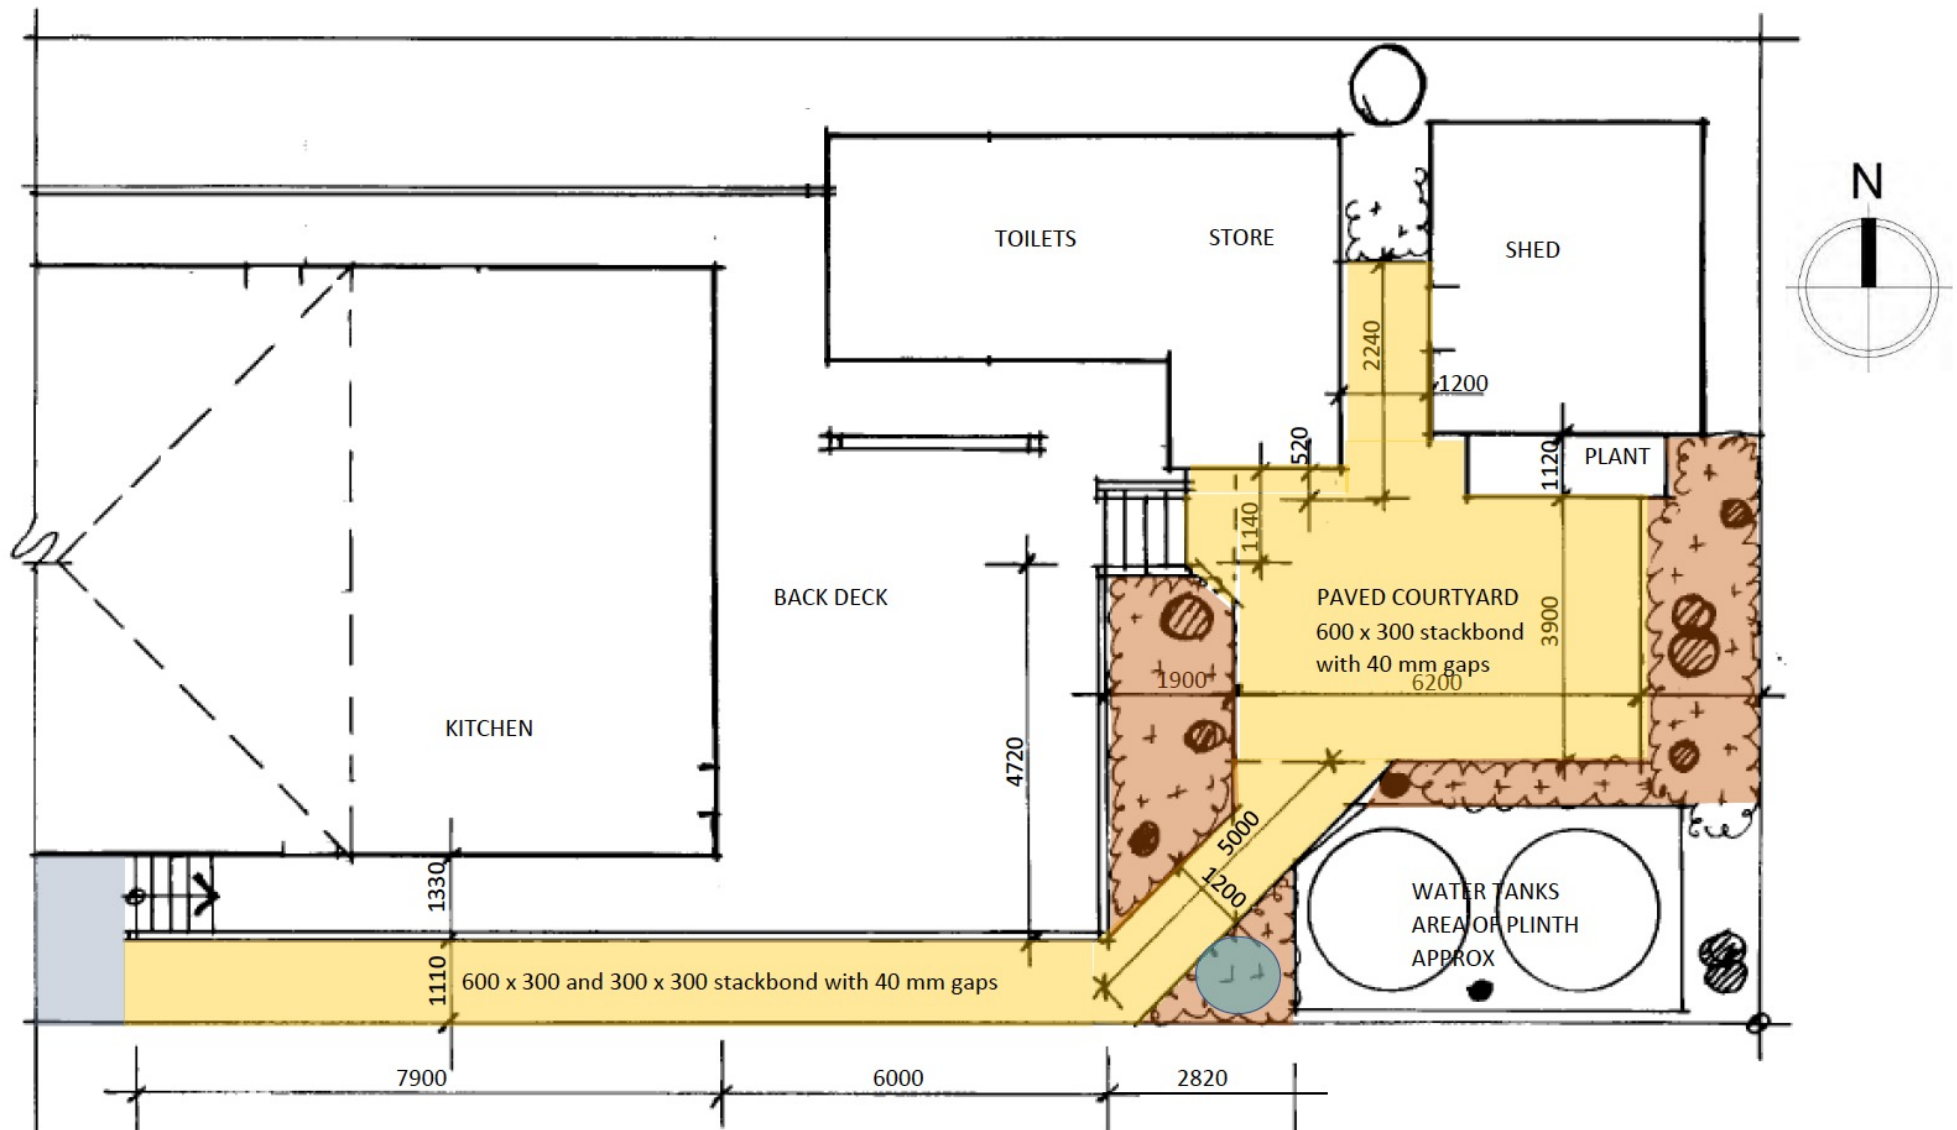 N
TOILETS
STORE
SHED
2240
1200
520
1120
PLANT
1140
BACK DECK
PAVED COURTYARD
600 x 300 stackbond
with 40 mm gaps
3900
1900
6200
KITCHEN
4720
5000
1200
1330
WATER TANKS
AREA OF PLINTH
APPROX
1110
600 x 300 and 300 x 300 stackbond with 40 mm gaps
7900
6000
2820